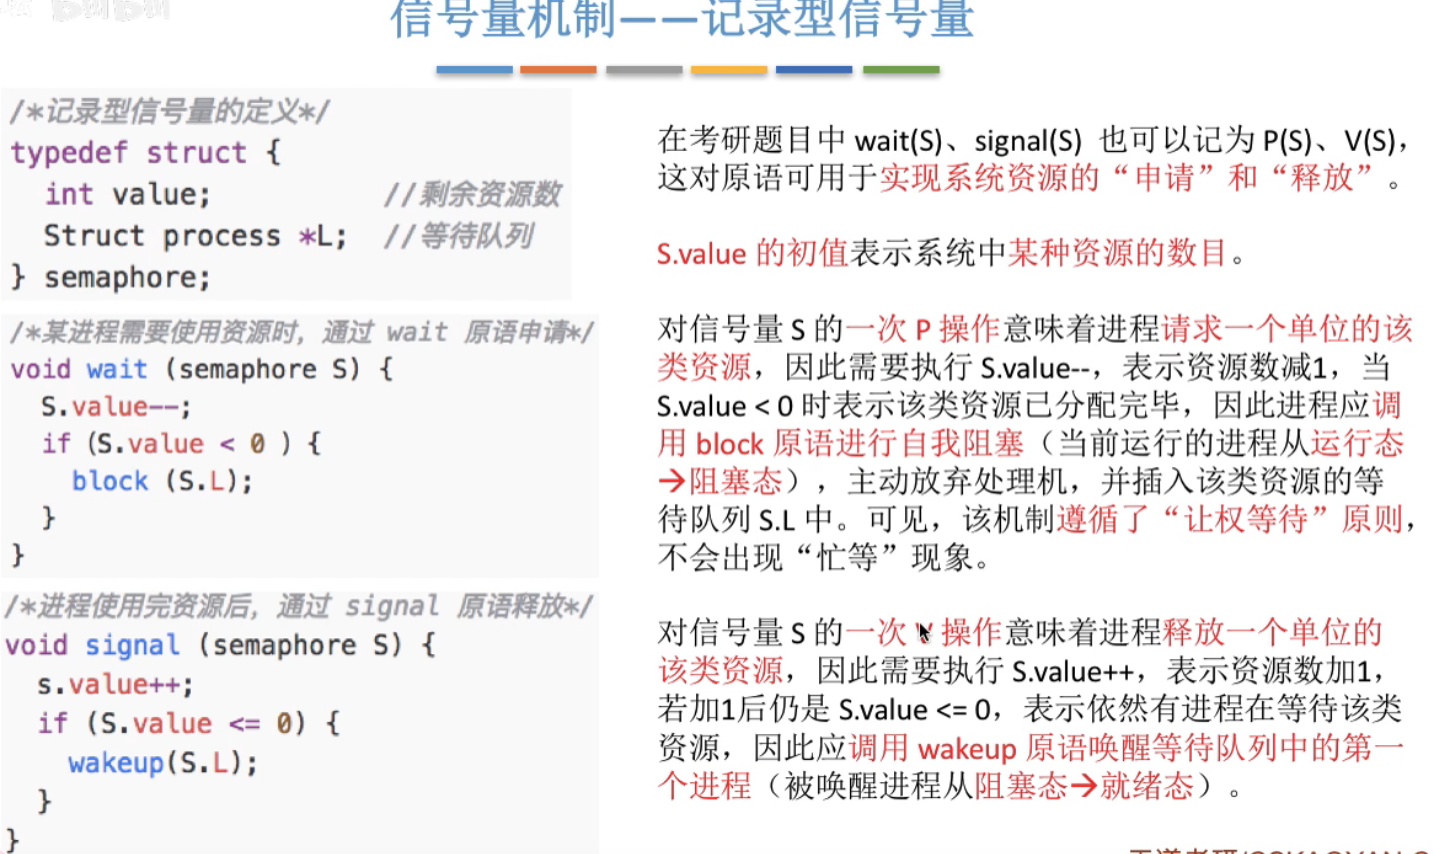 信号量机制——记录型信号量
/*记录型信号量的定义*/
typedef struct {
int value; //剩余资源数
Struct process *L; //等待队列
} semaphore;
/*某进程需要使用资源时，通过 wait 原语申请*/
void wait (semaphore S) {
S.value--;
if (S.value < 0 ) {
block (S.L);
}
}
/*进程使用完资源后，通过 signal 原语释放*/
void signal (semaphore S) {
s.value++;
if (S.value <= 0) {
wakeup(S.L);
}
}
在考研题目中 wait(S)、signal(S) 也可以记为 P(S)、V(S)，
这对原语可用于实现系统资源的“申请”和“释放”。
S.value 的初值表示系统中某种资源的数目。
对信号量 S 的一次 P 操作意味着进程请求一个单位的该
类资源，因此需要执行 S.value--，表示资源数减1，当
S.value < 0 时表示该类资源已分配完毕，因此进程应调
用 block 原语进行自我阻塞（当前运行的进程从运行态
→阻塞态），主动放弃处理机，并插入该类资源的等
待队列 S.L 中。可见，该机制遵循了“让权等待”原则，
不会出现“忙等”现象。
对信号量 S 的一次 V 操作意味着进程释放一个单位的
该类资源，因此需要执行 S.value++，表示资源数加1，
若加1后仍是 S.value <= 0，表示依然有进程在等待该类
资源，因此应调用 wakeup 原语唤醒等待队列中的第一
个进程（被唤醒进程从阻塞态→就绪态）。